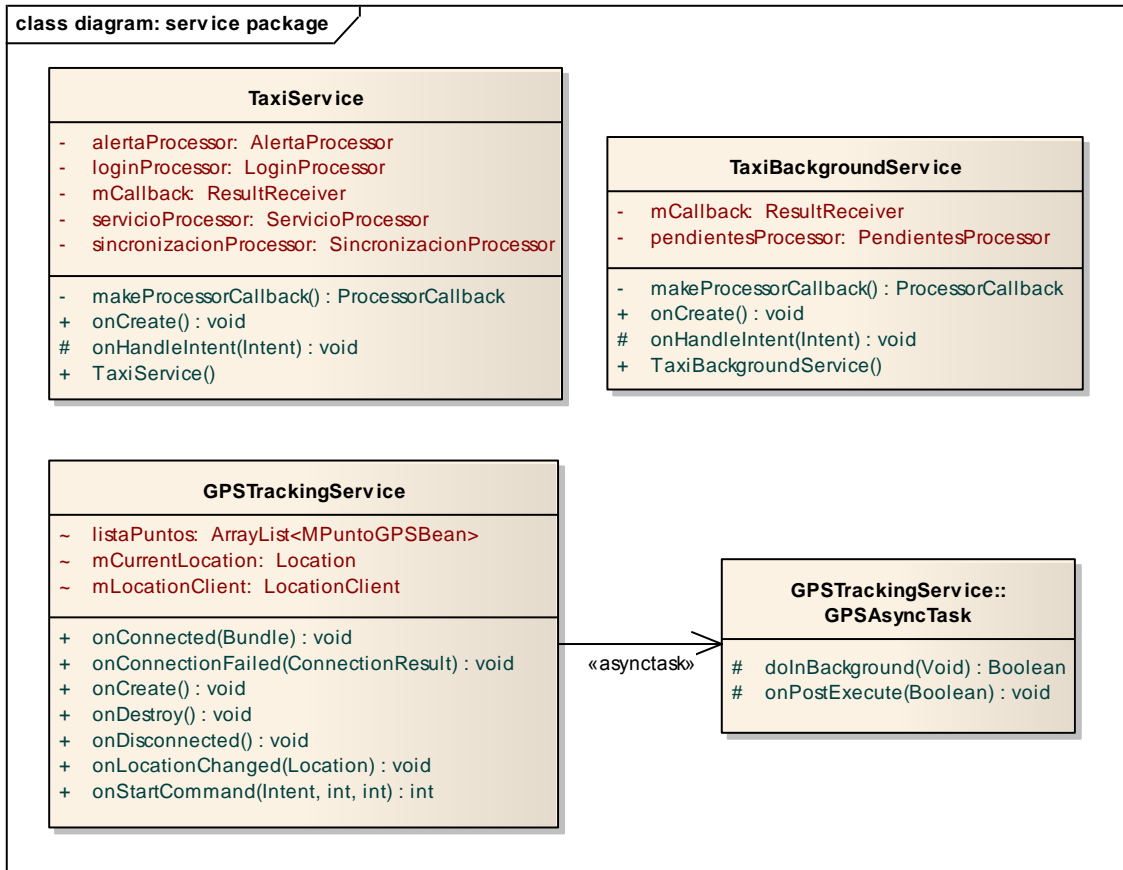 class diagram: service package
TaxiService
- alertaProcessor: AlertaProcessor
- loginProcessor: LoginProcessor
- mCallback: ResultReceiver
- servicioProcessor: ServicioProcessor
- sincronizacionProcessor: SincronizacionProcessor
- makeProcessorCallback() : ProcessorCallback
+ onCreate() : void
# onHandleIntent(Intent) : void
+ TaxiService()
TaxiBackgroundService
- mCallback: ResultReceiver
- pendientesProcessor: PendientesProcessor
- makeProcessorCallback() : ProcessorCallback
+ onCreate() : void
# onHandleIntent(Intent) : void
+ TaxiBackgroundService()
GPSTrackingService
~ listaPuntos: ArrayList<MPuntoGPSBean>
~ mCurrentLocation: Location
~ mLocationClient: LocationClient
+ onConnected(Bundle) : void
+ onConnectionFailed(ConnectionResult) : void
+ onCreate() : void
+ onDestroy() : void
+ onDisconnected() : void
+ onLocationChanged(Location) : void
+ onStartCommand(Intent, int, int) : int
«asynctask»
GPSTrackingService::
GPSAsyncTask
# doInBackground(Void) : Boolean
# onPostExecute(Boolean) : void